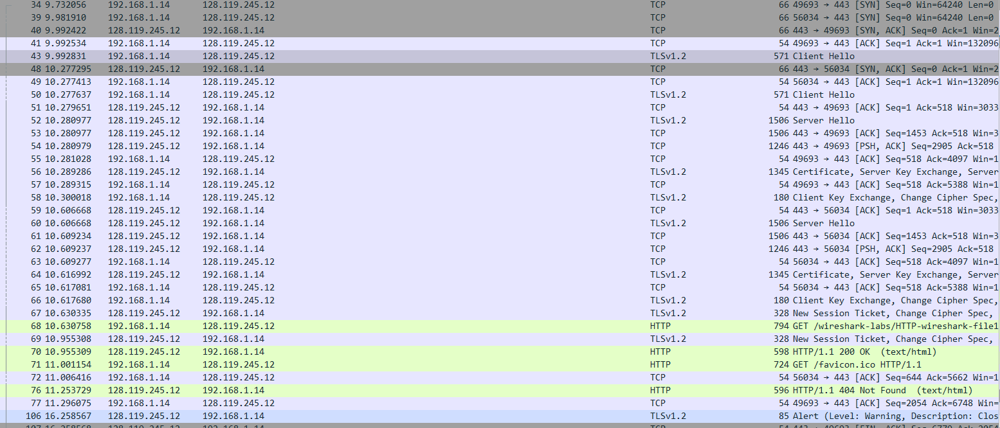 34 9.732056 192.168.1.14 128.119.245.12 TCP 66 49693 → 443 [SYN] Seq=0 Win=64240 Len=0
39 9.981910 192.168.1.14 128.119.245.12 TCP 66 56034 → 443 [SYN] Seq=0 Win=64240 Len=0
40 9.992422 128.119.245.12 192.168.1.14 TCP 66 443 → 49693 [SYN, ACK] Seq=0 Ack=1 Win=2
41 9.992534 192.168.1.14 128.119.245.12 TCP 54 49693 → 443 [ACK] Seq=1 Ack=1 Win=132096
43 9.992831 192.168.1.14 128.119.245.12 TLSv1.2 571 Client Hello
48 10.277295 128.119.245.12 192.168.1.14 TCP 66 443 → 56034 [SYN, ACK] Seq=0 Ack=1 Win=2
49 10.277413 192.168.1.14 128.119.245.12 TCP 54 56034 → 443 [ACK] Seq=1 Ack=1 Win=132096
50 10.277637 192.168.1.14 128.119.245.12 TLSv1.2 571 Client Hello
51 10.279651 128.119.245.12 192.168.1.14 TCP 54 443 → 49693 [ACK] Seq=1 Ack=518 Win=3033
52 10.280977 128.119.245.12 192.168.1.14 TLSv1.2 1506 Server Hello
53 10.280977 128.119.245.12 192.168.1.14 TCP 1506 443 → 49693 [ACK] Seq=1453 Ack=518 Win=3
54 10.280979 128.119.245.12 192.168.1.14 TCP 1246 443 → 49693 [PSH, ACK] Seq=2905 Ack=518
55 10.281028 192.168.1.14 128.119.245.12 TCP 54 49693 → 443 [ACK] Seq=518 Ack=4097 Win=1
56 10.289286 128.119.245.12 192.168.1.14 TLSv1.2 1345 Certificate, Server Key Exchange, Server
57 10.289315 192.168.1.14 128.119.245.12 TCP 54 49693 → 443 [ACK] Seq=518 Ack=5388 Win=1
58 10.300018 192.168.1.14 128.119.245.12 TLSv1.2 180 Client Key Exchange, Change Cipher Spec,
59 10.606668 128.119.245.12 192.168.1.14 TCP 54 443 → 56034 [ACK] Seq=1 Ack=518 Win=3033
60 10.606668 128.119.245.12 192.168.1.14 TLSv1.2 1506 Server Hello
61 10.609234 128.119.245.12 192.168.1.14 TCP 1506 443 → 56034 [ACK] Seq=1453 Ack=518 Win=3
62 10.609237 128.119.245.12 192.168.1.14 TCP 1246 443 → 56034 [PSH, ACK] Seq=2905 Ack=518
63 10.609277 192.168.1.14 128.119.245.12 TCP 54 56034 → 443 [ACK] Seq=518 Ack=4097 Win=1
64 10.616992 128.119.245.12 192.168.1.14 TLSv1.2 1345 Certificate, Server Key Exchange, Server
65 10.617081 192.168.1.14 128.119.245.12 TCP 54 56034 → 443 [ACK] Seq=518 Ack=5388 Win=1
66 10.617680 192.168.1.14 128.119.245.12 TLSv1.2 180 Client Key Exchange, Change Cipher Spec,
67 10.630335 128.119.245.12 192.168.1.14 TLSv1.2 328 New Session Ticket, Change Cipher Spec,
68 10.630758 192.168.1.14 128.119.245.12 HTTP 794 GET /wireshark-labs/HTTP-wireshark-file1
69 10.955308 128.119.245.12 192.168.1.14 TLSv1.2 328 New Session Ticket, Change Cipher Spec,
70 10.955309 128.119.245.12 192.168.1.14 HTTP 598 HTTP/1.1 200 OK (text/html)
71 11.001154 192.168.1.14 128.119.245.12 HTTP 724 GET /favicon.ico HTTP/1.1
72 11.006416 192.168.1.14 128.119.245.12 TCP 54 56034 → 443 [ACK] Seq=644 Ack=5662 Win=1
76 11.253729 128.119.245.12 192.168.1.14 HTTP 596 HTTP/1.1 404 Not Found (text/html)
77 11.296075 192.168.1.14 128.119.245.12 TCP 54 49693 → 443 [ACK] Seq=2054 Ack=6748 Win=
106 16.258567 128.119.245.12 192.168.1.14 TLSv1.2 85 Alert (Level: Warning, Description: Clos